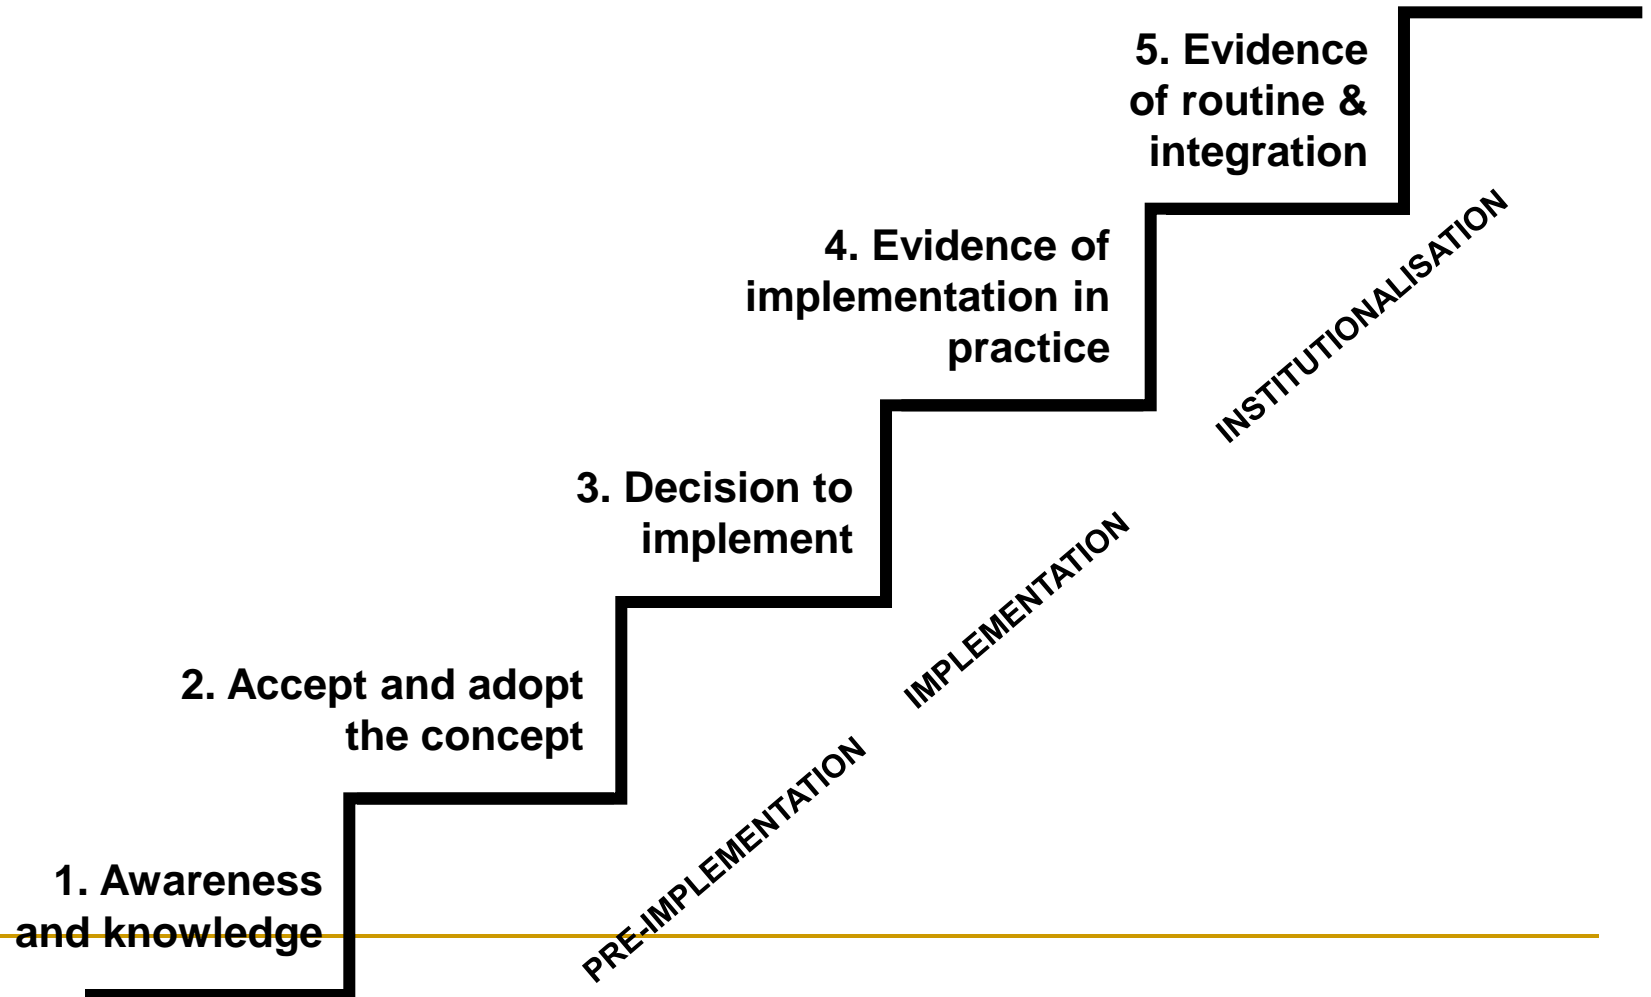 5. Evidence
of routine &
integration
4. Evidence of
implementation in
practice
3. Decision to
implement
2. Accept and adopt
the concept
1. Awareness
and knowledge
PRE-IMPLEMENTATION
IMPLEMENTATION
INSTITUTIONALISATION